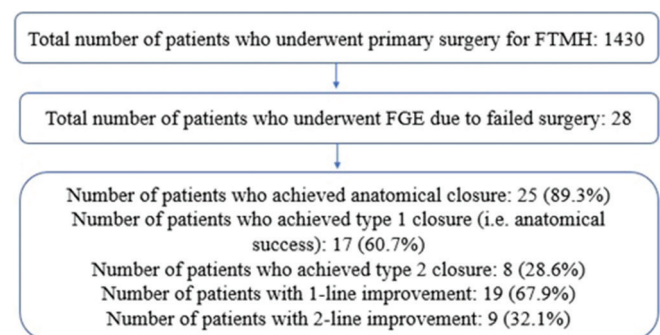 Total number of patients who underwent primary surgery for FTMH: 1430
Total number of patients who underwent FGE due to failed surgery: 28
Number of patients who achieved anatomical closure: 25 (89.3%)
Number of patients who achieved type 1 closure (i.e. anatomical
success): 17 (60.7%)
Number of patients who achieved type 2 closure: 8 (28.6%)
Number of patients with 1-line improvement: 19 (67.9%)
Number of patients with 2-line improvement: 9 (32.1%)